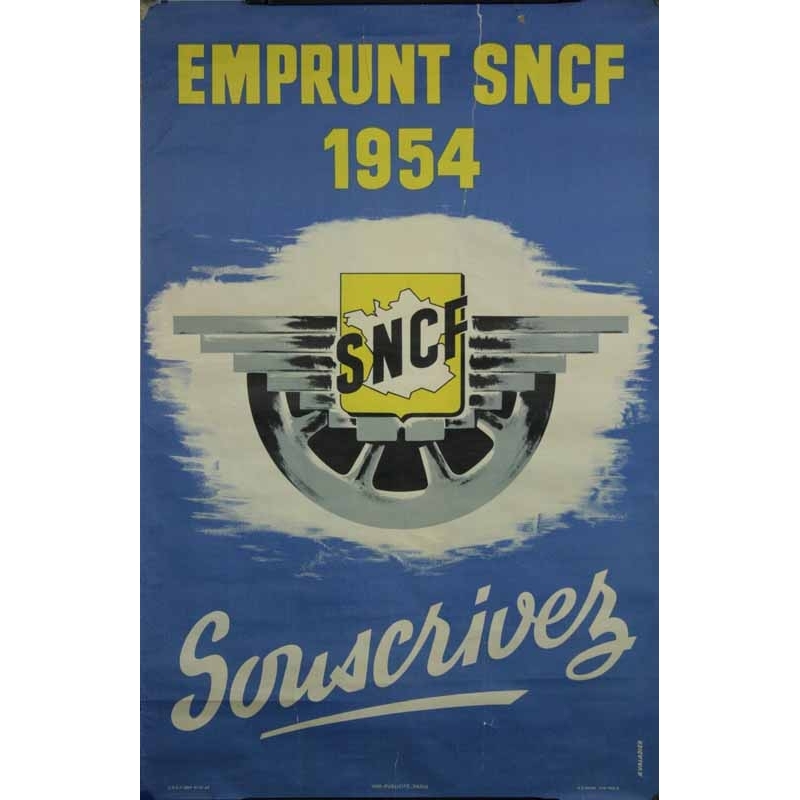 EMPRUNT SNCF
1954
SNCF
Souscrivez